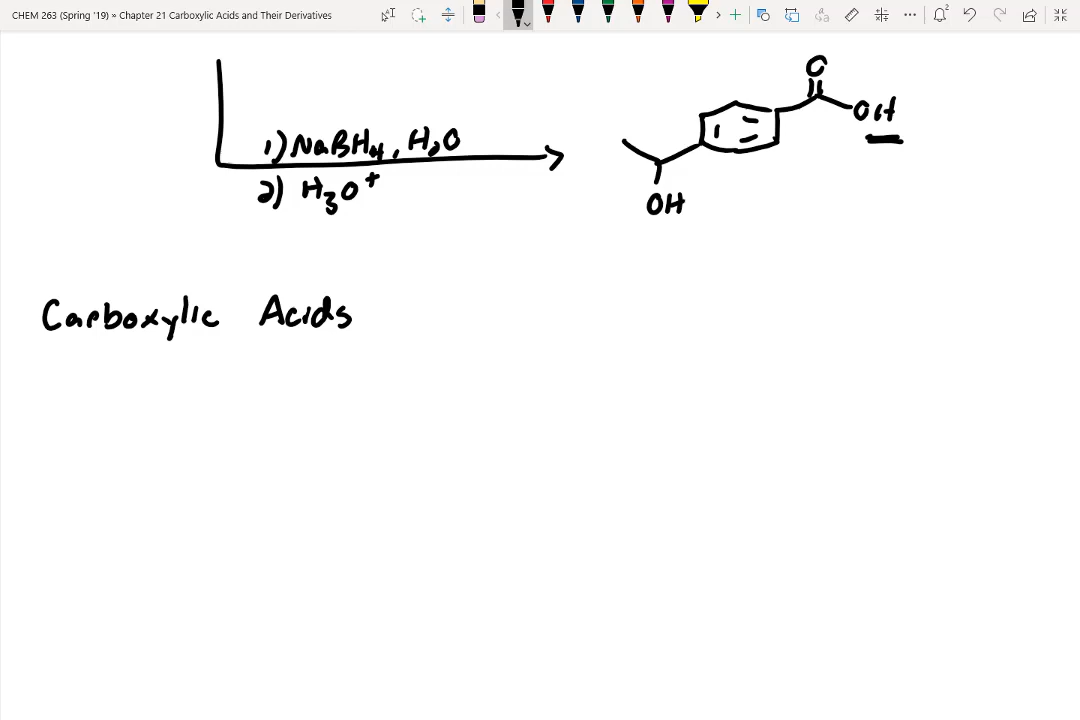 CHEM 263 (Spring '19) » Chapter 21 Carboxylic Acids and Their Derivatives
2
O
OH
1) NaBH4, H2O
2) H3O+
OH
Carboxylic Acids